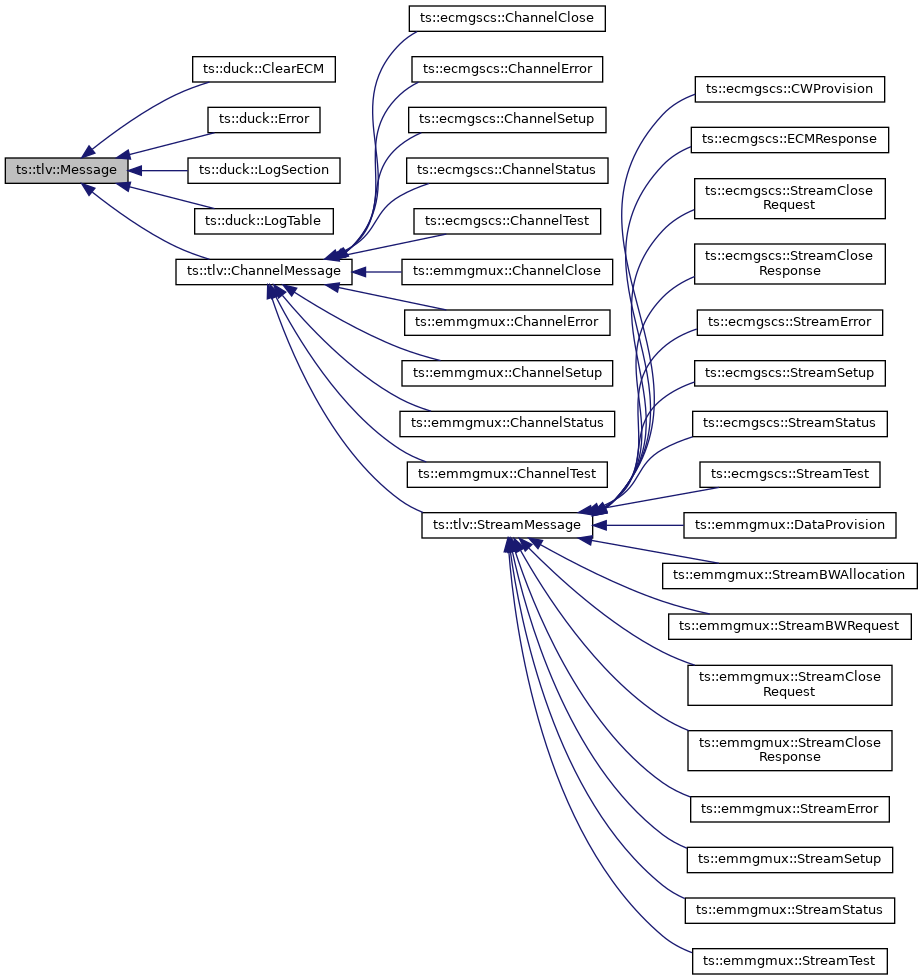 ts::tlv::Message
ts::duck::ClearECM
ts::duck::Error
ts::duck::LogSection
ts::duck::LogTable
ts::tlv::ChannelMessage
ts::ecmgscs::ChannelClose
ts::ecmgscs::ChannelError
ts::ecmgscs::ChannelSetup
ts::ecmgscs::ChannelStatus
ts::ecmgscs::ChannelTest
ts::emmgmux::ChannelClose
ts::emmgmux::ChannelError
ts::emmgmux::ChannelSetup
ts::emmgmux::ChannelStatus
ts::emmgmux::ChannelTest
ts::tlv::StreamMessage
ts::ecmgscs::CWProvision
ts::ecmgscs::ECMResponse
ts::ecmgscs::StreamClose
Request
ts::ecmgscs::StreamClose
Response
ts::ecmgscs::StreamError
ts::ecmgscs::StreamSetup
ts::ecmgscs::StreamStatus
ts::ecmgscs::StreamTest
ts::emmgmux::DataProvision
ts::emmgmux::StreamBWAllocation
ts::emmgmux::StreamBWRequest
ts::emmgmux::StreamClose
Request
ts::emmgmux::StreamClose
Response
ts::emmgmux::StreamError
ts::emmgmux::StreamSetup
ts::emmgmux::StreamStatus
ts::emmgmux::StreamTest